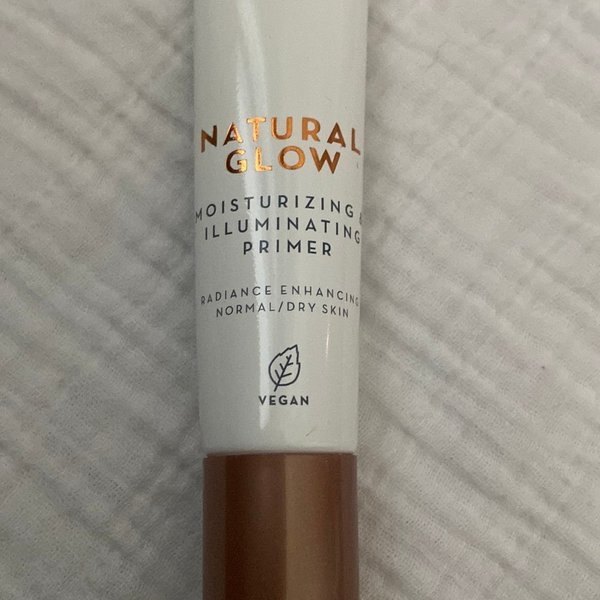 NATURAL
GLOW
MOISTURIZING &
ILLUMINATING
PRIMER
RADIANCE ENHANCING
NORMAL/DRY SKIN
VEGAN